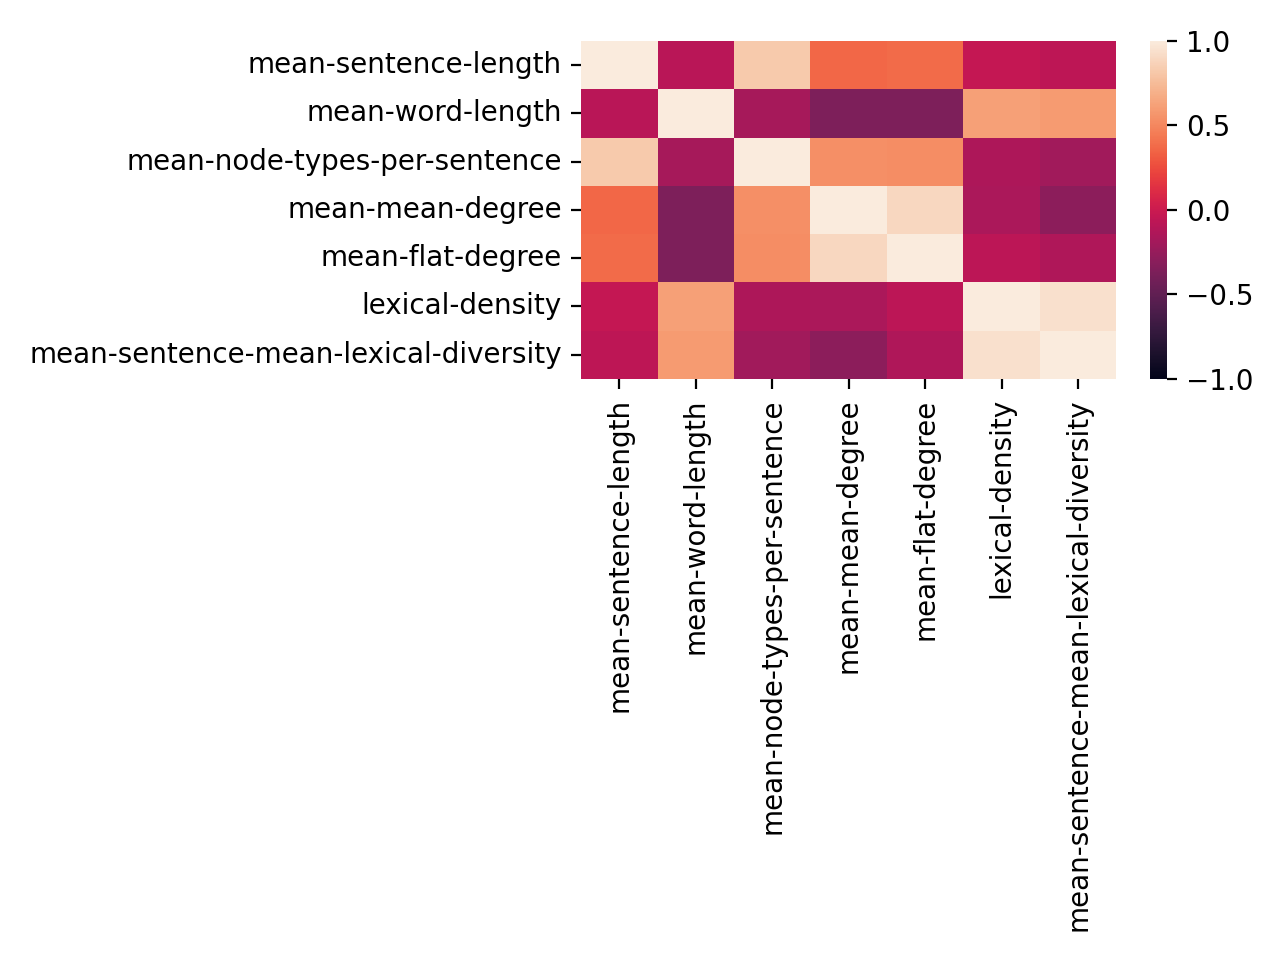 mean-sentence-length
mean-word-length
mean-node-types-per-sentence
mean-mean-degree
mean-flat-degree
lexical-density
mean-sentence-mean-lexical-diversity
mean-sentence-length
mean-word-length
mean-node-types-per-sentence
mean-mean-degree
mean-flat-degree
lexical-density
mean-sentence-mean-lexical-diversity
1.0
0.5
0.0
−0.5
−1.0